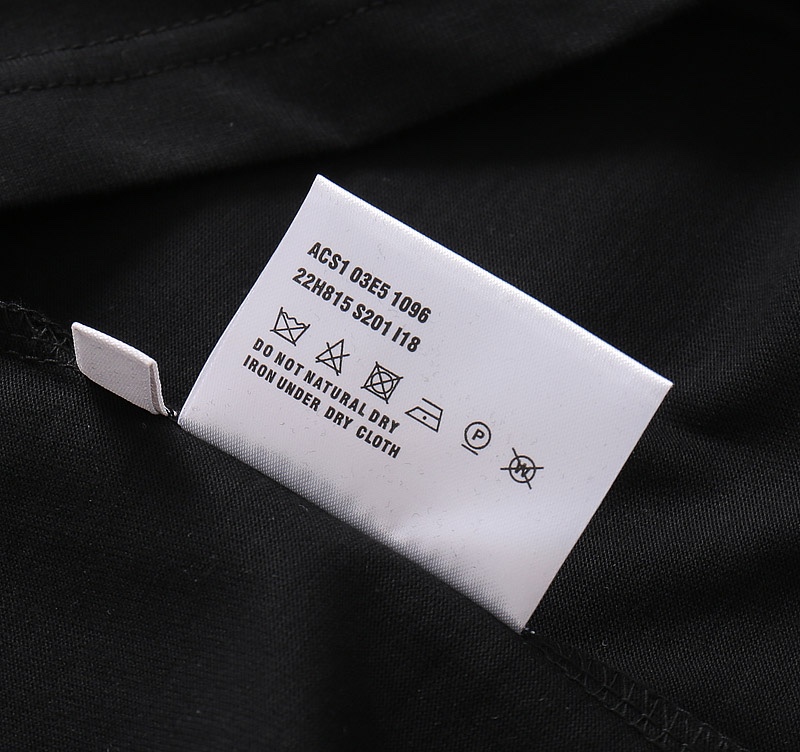 ACS1 03E5 1096
22H815 S201 I18
P W
DO NOT NATURAL DRY
IRON UNDER DRY CLOTH